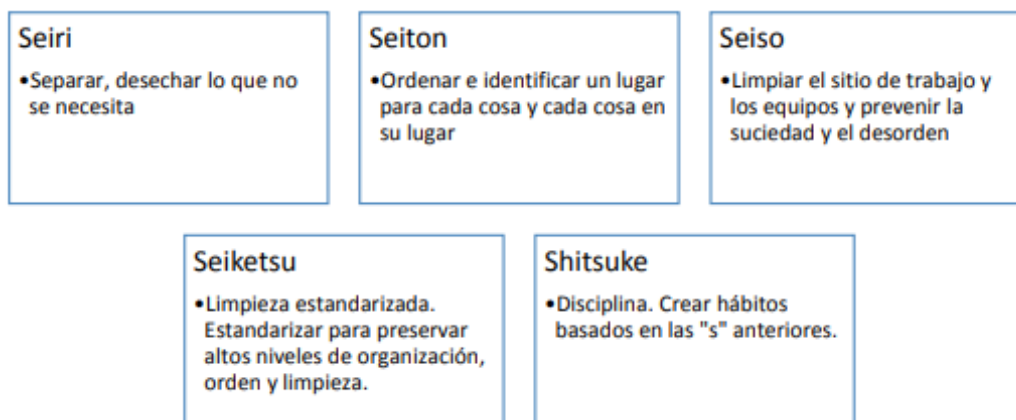 Seiri
•Separar, desechar lo que no
se necesita
Seiton
•Ordenar e identificar un lugar
para cada cosa y cada cosa en
su lugar
Seiso
•Limpiar el sitio de trabajo y
los equipos y prevenir la
suciedad y el desorden
Seiketsu
•Limpieza estandarizada.
Estandarizar para preservar
altos niveles de organización,
orden y limpieza.
Shitsuke
•Disciplina. Crear hábitos
basados en las "s" anteriores.